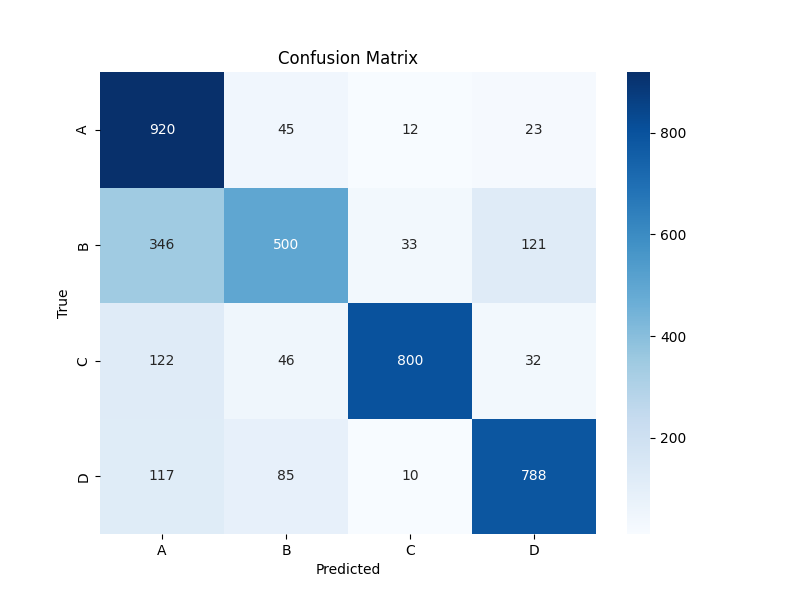 Confusion Matrix
A 920 45 12 23
B 346 500 33 121
C 122 46 800 32
D 117 85 10 788
A B C D
Predicted
True
800
600
400
200